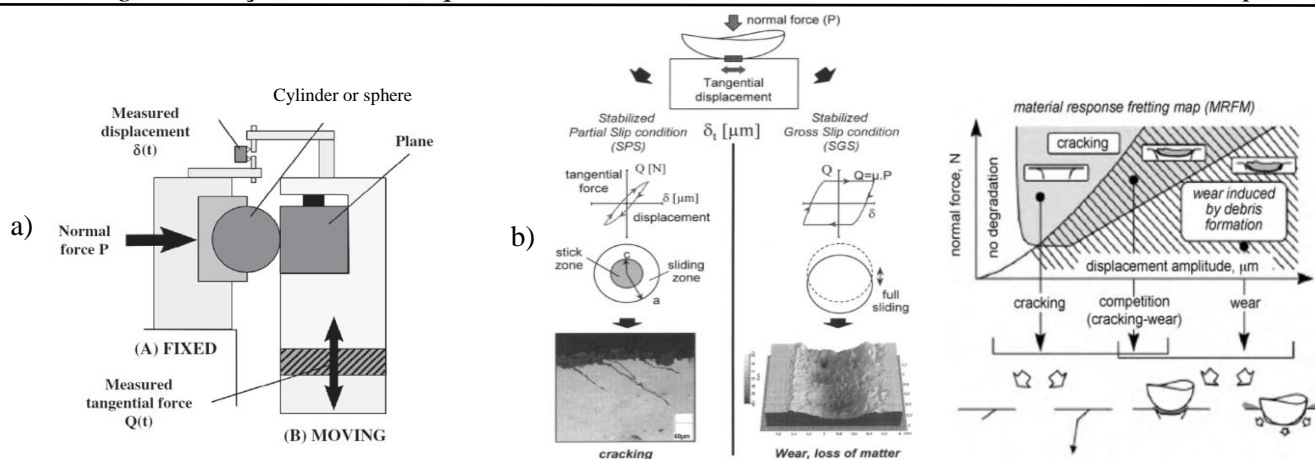 a)
Measured
displacement
δ(t)
Cylinder or sphere
Plane
Normal
force P
(A) FIXED
Measured
tangential force
Q(t)
(B) MOVING
b)
normal force (P)
Tangential
displacement
Stabilized
Partial Slip condition
(SPS)
δt [µm]
Stabilized
Gross Slip condition
(SGS)
Q [N]
tangential
force
δ [µm]
displacement
Q
Q=µ.P
δ
stick
zone
c
a
sliding
zone
full
sliding
50µm
cracking
Wear, loss of matter
material response fretting map (MRFM)
normal force, N
no degradation
cracking
wear induced
by debris
formation
displacement amplitude, µm
cracking
competition
(cracking-wear)
wear